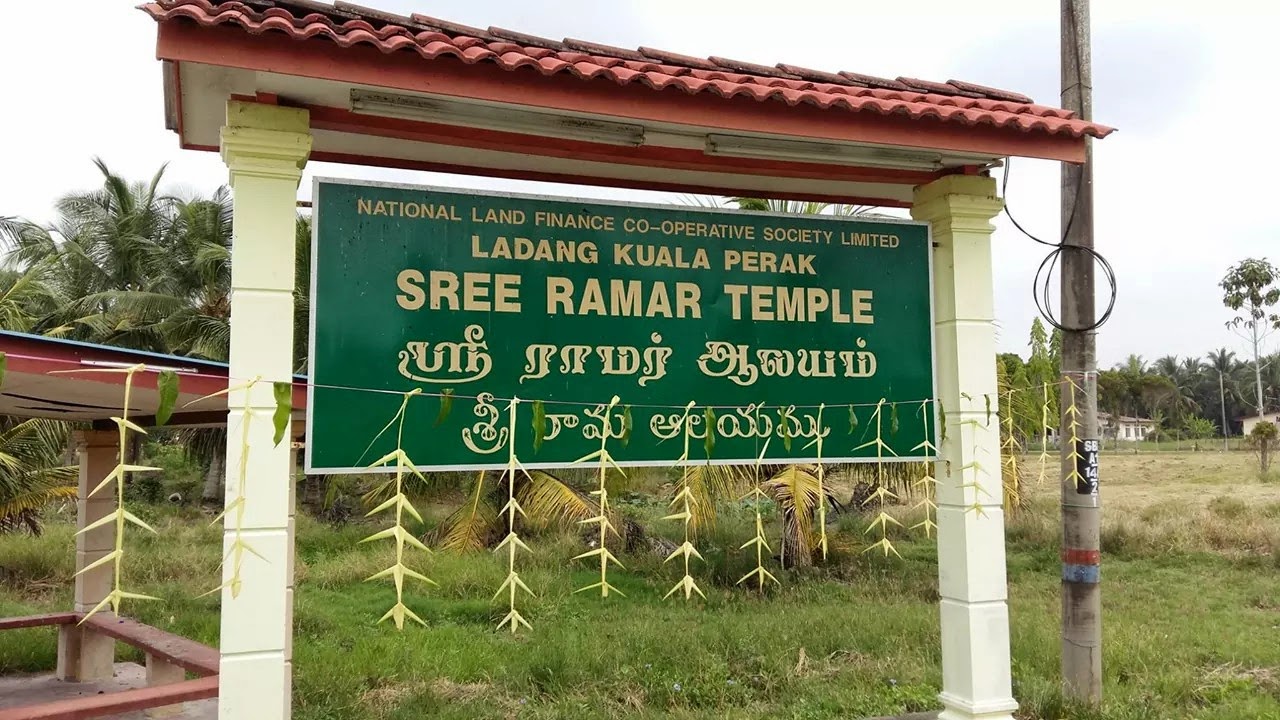 NATIONAL LAND FINANCE CO-OPERATIVE SOCIETY LIMITED
LADANG KUALA PERAK
SREE RAMAR TEMPLE
ஸ்ரீ ராமர் ஆலயம்
శ్రీ రామ ఆలయము